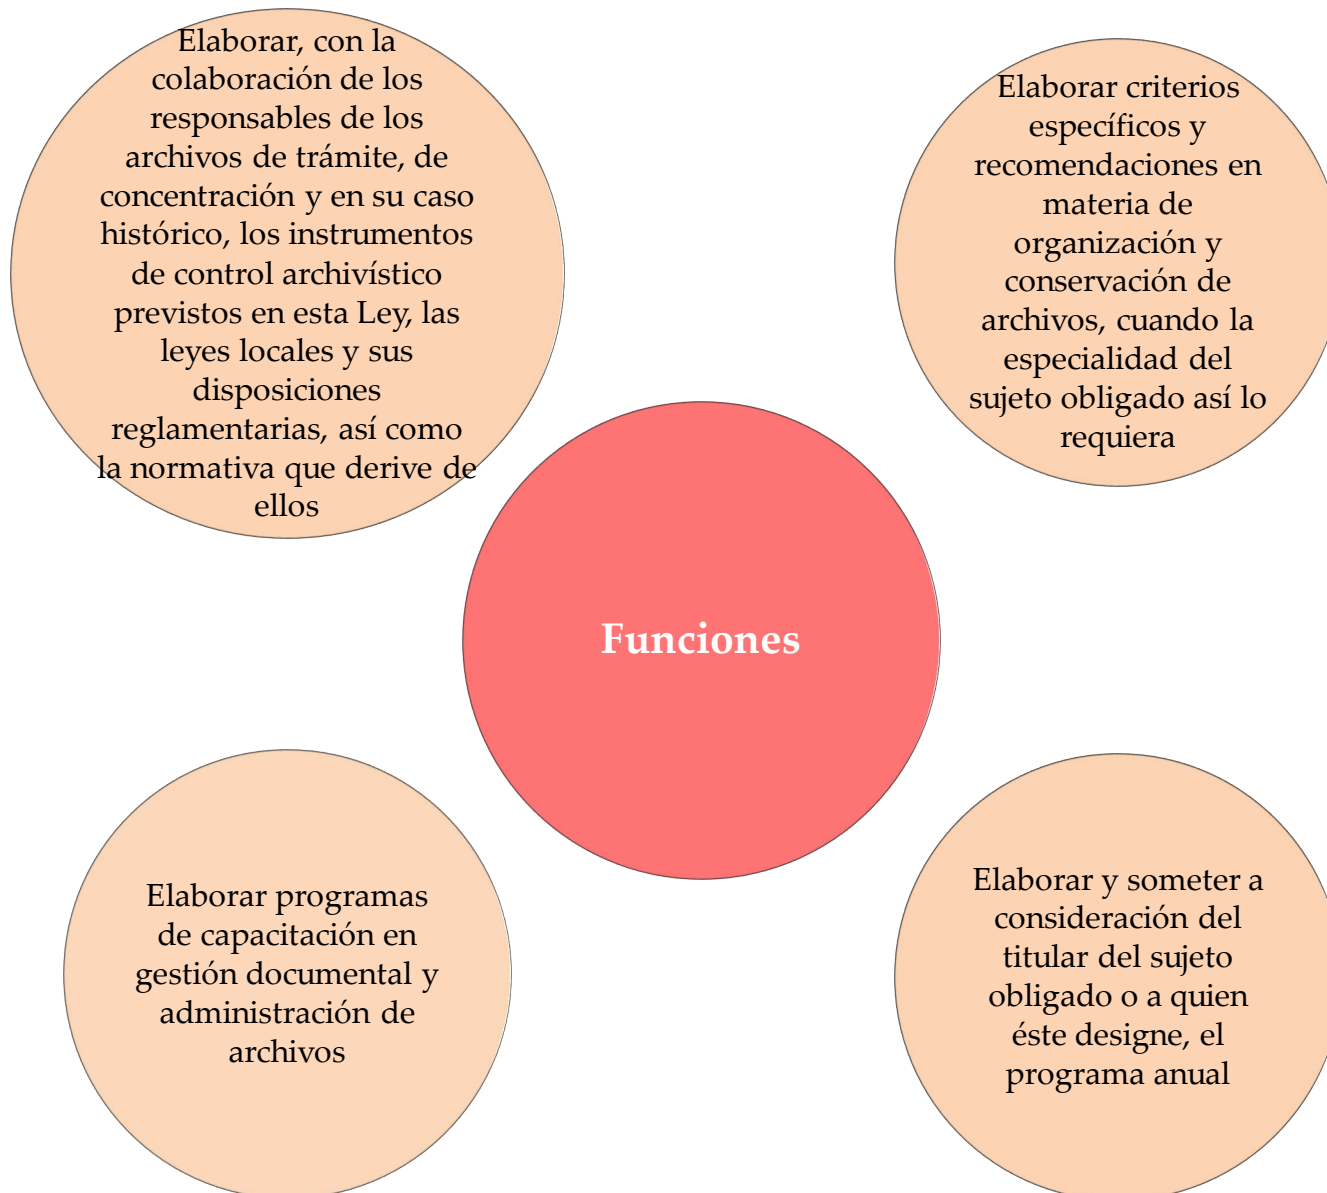 Elaborar, con la
colaboración de los
responsables de los
archivos de trámite, de
concentración y en su caso
histórico, los instrumentos
de control archivístico
previstos en esta Ley, las
leyes locales y sus
disposiciones
reglamentarias, así como
la normativa que derive de
ellos
Elaborar criterios
específicos y
recomendaciones en
materia de
organización y
conservación de
archivos, cuando la
especialidad del
sujeto obligado así lo
requiera
Funciones
Elaborar programas
de capacitación en
gestión documental y
administración de
archivos
Elaborar y someter a
consideración del
titular del sujeto
obligado o a quien
éste designe, el
programa anual